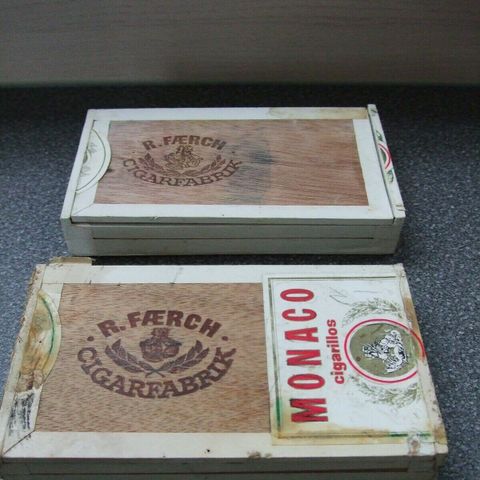 R. FÆRCH
CIGARFABRIK
R. FÆRCH
CIGARFABRIK
MONACO
cigarillos